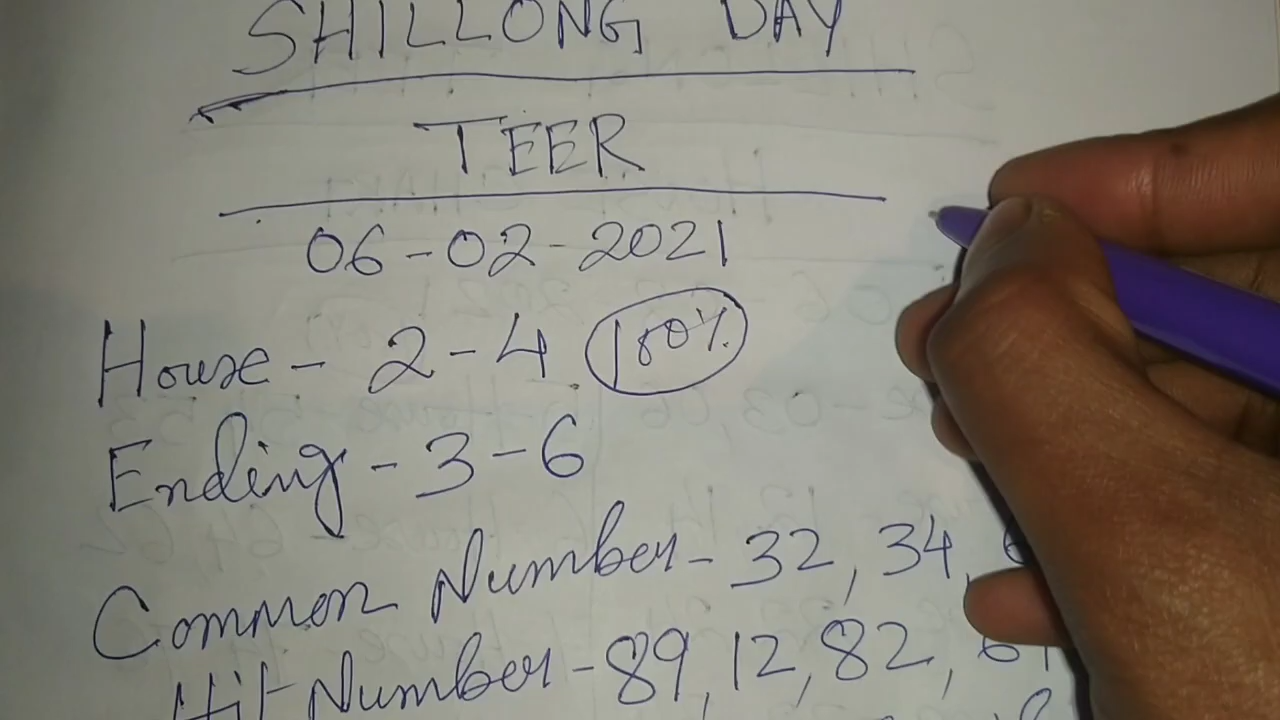 SHILLONG DAY
TEER
06-02-2021
House - 2-4 100%
Ending - 3-6
Common Number - 32, 34,
Hit Number - 89, 12, 82,